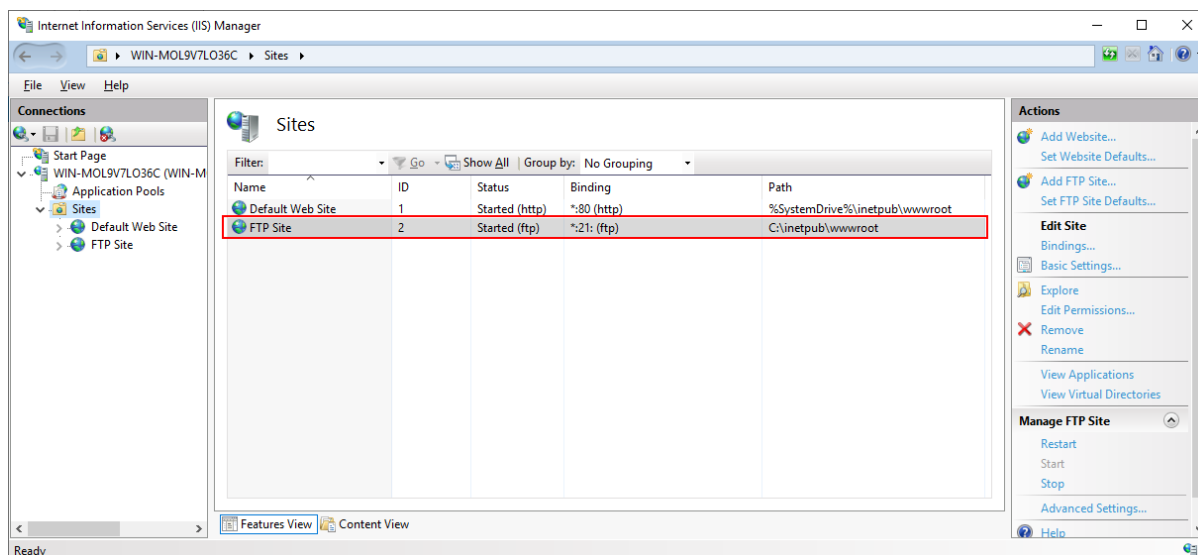 Internet Information Services (IIS) Manager
WIN-MOL9V7LO36C Sites
File View Help
Connections
Start Page
WIN-MOL9V7LO36C (WIN-M
Application Pools
Sites
Default Web Site
FTP Site
Sites
Filter: Go Show All Group by: No Grouping
Name ID Status Binding Path
Default Web Site 1 Started (http) *:80 (http) %SystemDrive%\inetpub\wwwroot
FTP Site 2 Started (ftp) *:21: (ftp) C:\inetpub\wwwroot
Features View Content View
Actions
Add Website...
Set Website Defaults...
Add FTP Site...
Set FTP Site Defaults...
Edit Site
Bindings...
Basic Settings...
Explore
Edit Permissions...
Remove
Rename
View Applications
View Virtual Directories
Manage FTP Site
Restart
Start
Stop
Advanced Settings...
Help
Ready